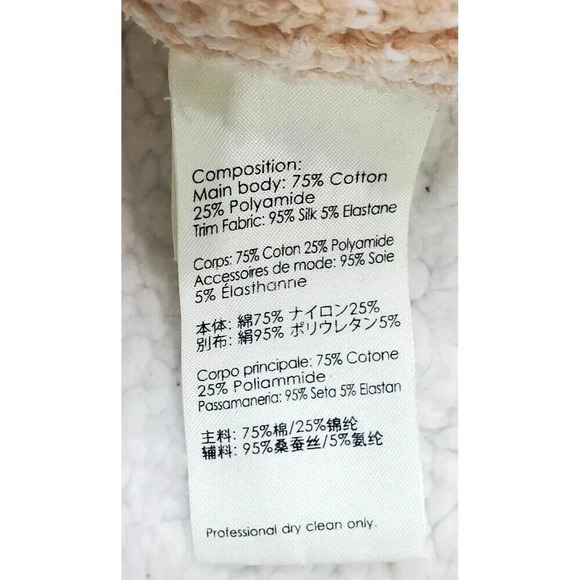 Composition:
Main body: 75% Cotton
25% Polyamide
Trim Fabric: 95% Silk 5% Elastane
Corps: 75% Coton 25% Polyamide
Accessoires de mode: 95% Soie
5% Élasthanne
本体: 綿75% ナイロン25%
別布: 絹95% ポリウレタン5%
Corpo principale: 75% Cotone
25% Poliammide
Passamaneria: 95% Seta 5% Elastan
主料: 75%棉/25%锦纶
辅料: 95%桑蚕丝/5%氨纶
Professional dry clean only.